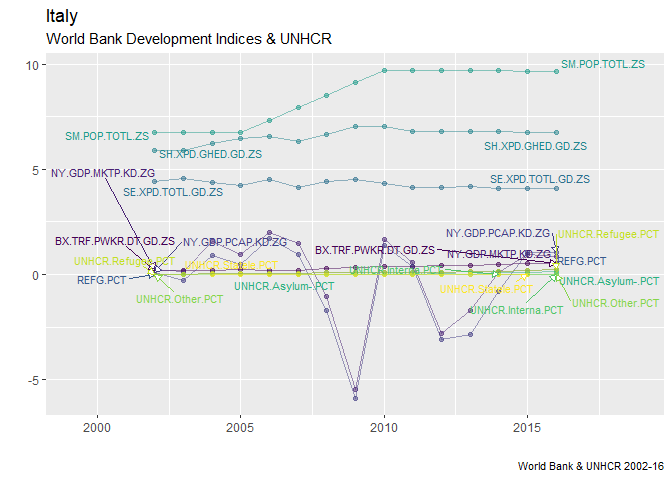 Italy
World Bank Development Indices & UNHCR
10
SM.POP.TOTL.ZS
SM.POP.TOTL.ZS
SH.XPD.GHED.GD.ZS
SH.XPD.GHED.GD.ZS
5
NY.GDP.MKTP.KD.ZG
SE.XPD.TOTL.GD.ZS
SE.XPD.TOTL.GD.ZS
BX.TRF.PWKR.DT.GD.ZS
NY.GDP.PCAP.KD.ZG
NY.GDP.PCAP.KD.ZG
UNHCR.Refugee.PCT
BX.TRF.PWKR.DT.GD.ZS
NY.GDP.MKTP.KD.ZG
UNHCR.Refugee.PCT
REFG.PCT
UNHCR.Interna.PCT
0
REFG.PCT
UNHCR.Asylum-.PCT
UNHCR.Asylum-.PCT
UNHCR.Other.PCT
UNHCR.Interna.PCT
UNHCR.Other.PCT
-5
2000
2005
2010
2015
World Bank & UNHCR 2002-16